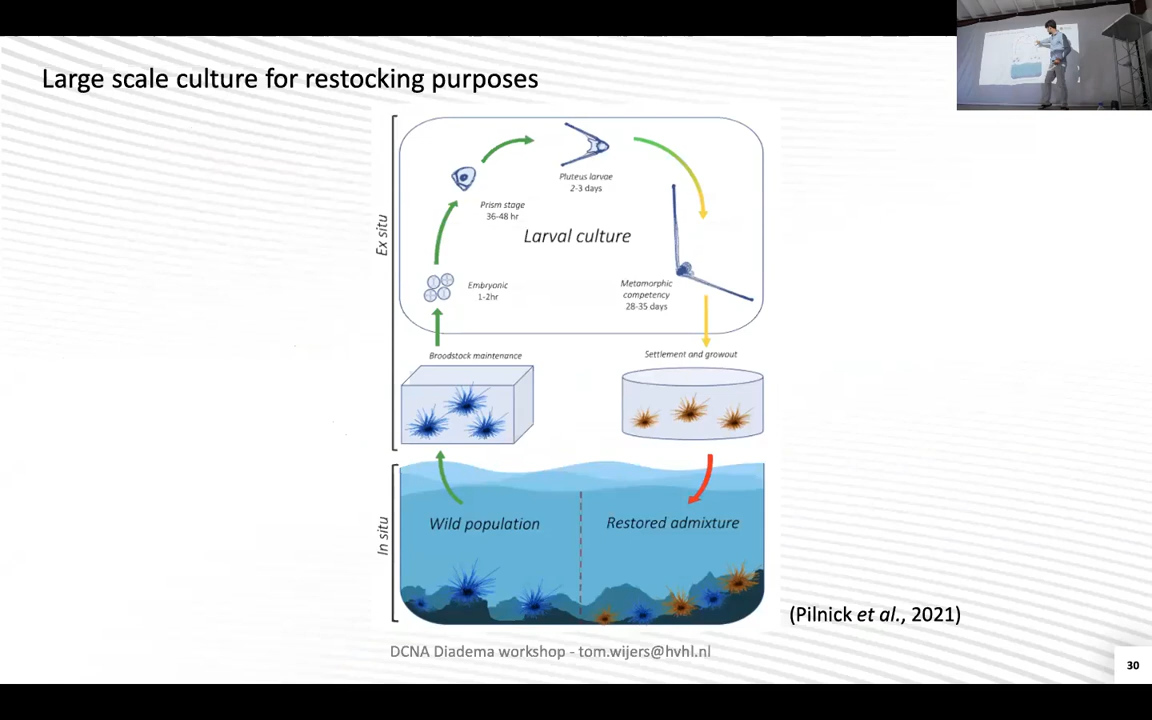 Large scale culture for restocking purposes
Ex situ
Pluteus larvae
2-3 days
Prism stage
36-48 hr
Larval culture
Embryonic
1-2hr
Metamorphic
competency
28-35 days
Broodstock maintenance
Settlement and growout
In situ
Wild population
Restored admixture
(Pilnick et al., 2021)
DCNA Diadema workshop - tom.wijers@hvhl.nl
30